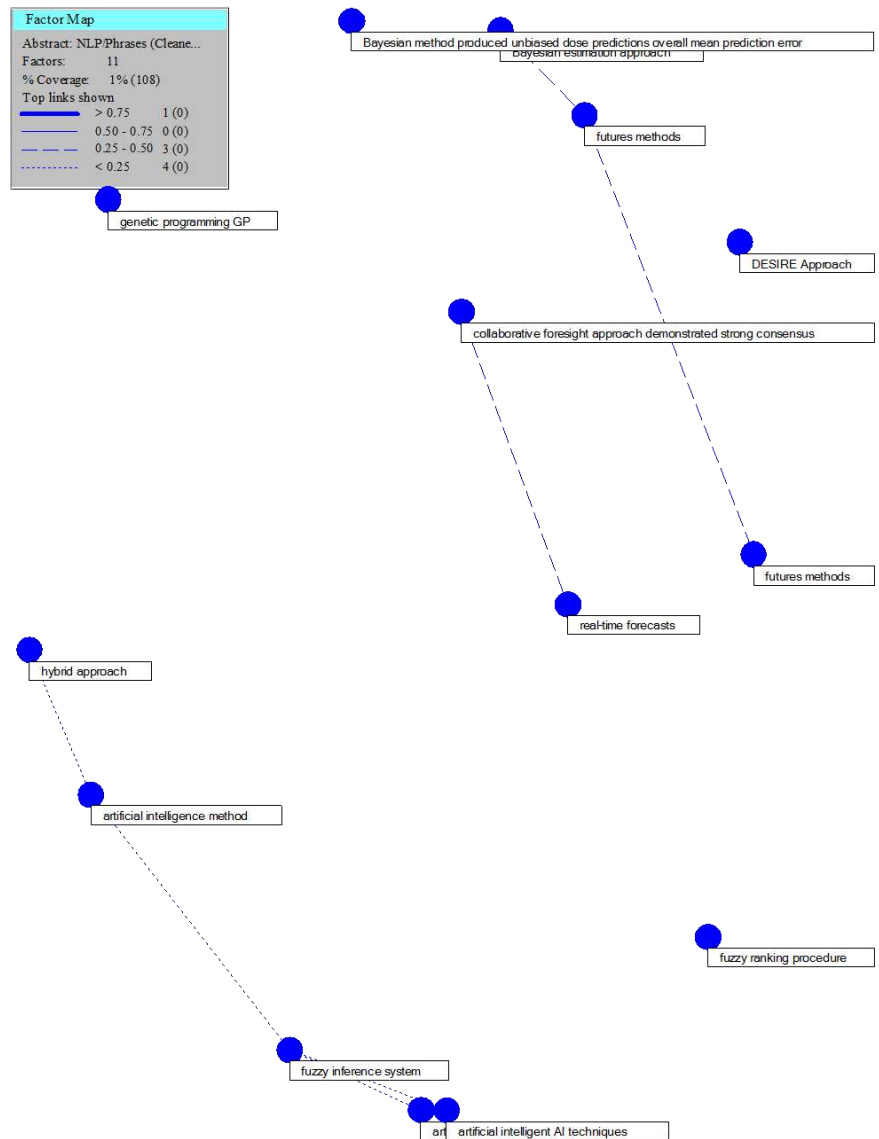 Factor Map
Abstract: NLP/Phrases (Cleane...
Factors: 11
% Coverage: 1% (108)
Top links shown
> 0.75 1 (0)
0.50 - 0.75 0 (0)
0.25 - 0.50 3 (0)
< 0.25 4 (0)
Bayesian method produced unbiased dose predictions overall mean prediction error
Bayesian estimation approach
futures methods
genetic programming GP
DESIRE Approach
collaborative foresight approach demonstrated strong consensus
futures methods
real-time forecasts
hybrid approach
artificial intelligence method
fuzzy ranking procedure
fuzzy inference system
art
artificial intelligent AI techniques